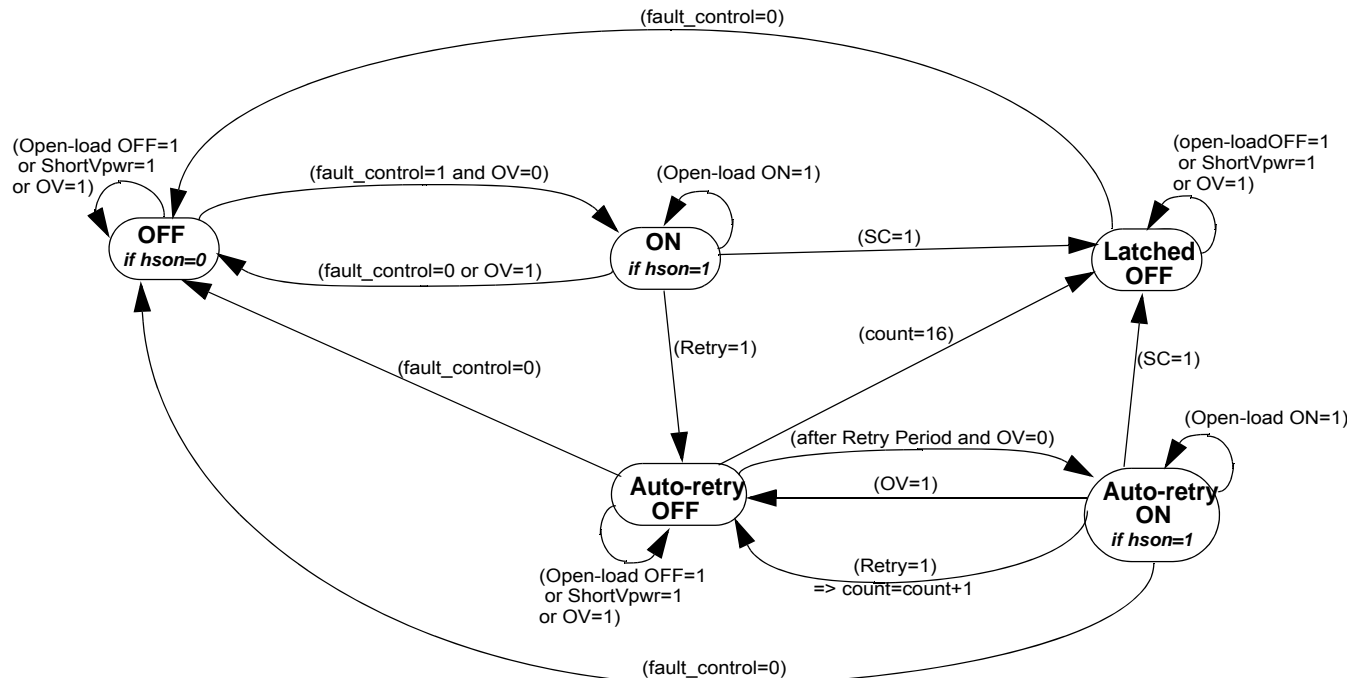 (fault_control=0)
(Open-load OFF=1
or ShortVpwr=1
or OV=1)
(fault_control=1 and OV=0)
(Open-load ON=1)
(open-loadOFF=1
or ShortVpwr=1
or OV=1)
OFF
if hson=0
ON
if hson=1
(SC=1)
Latched
OFF
(fault_control=0 or OV=1)
(count=16)
(Retry=1)
(SC=1)
(fault_control=0)
(Open-load ON=1)
(after Retry Period and OV=0)
Auto-retry
OFF
(OV=1)
Auto-retry
ON
if hson=1
(Open-load OFF=1
or ShortVpwr=1
or OV=1)
(Retry=1)
=> count=count+1
(fault_control=0)